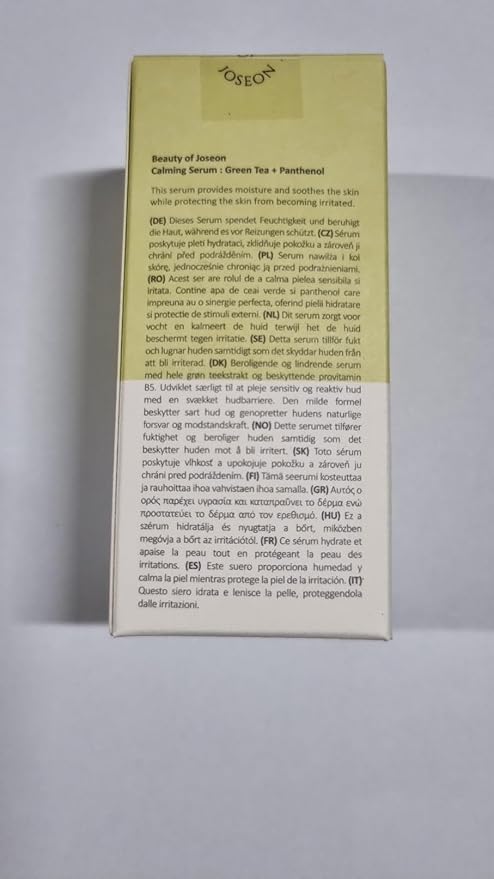 JOSEON
Beauty of Joseon
Calming Serum : Green Tea + Panthenol
This serum provides moisture and soothes the skin
while protecting the skin from becoming irritated.
(DE) Dieses Serum spendet Feuchtigkeit und beruhigt
die Haut, während es vor Reizungen schützt. (CZ) Sérum
poskytuje pleti hydrataci, zklidňuje pokožku a zároveň ji
chrání před podrážděním. (PL) Serum nawilża i koi
skórę, jednocześnie chroniąc ją przed podrażnieniami.
(RO) Acest ser are rolul de a calma pielea sensibila si
iritata. Contine apa de ceai verde si panthenol care
impreuna au o sinergie perfecta, oferind pielii hidratare
si protectie de stimuli externi. (NL) Dit serum zorgt voor
vocht en kalmeert de huid terwijl het de huid
beschermt tegen irritatie. (SE) Detta serum tillför fukt
och lugnar huden samtidigt som det skyddar huden från
att bli irriterad. (DK) Beroligende og lindrende serum
med hele grøn teekstrakt og beskyttende provitamin
B5. Udviklet særligt til at pleje sensitiv og reaktiv hud
med en svækket hudbarriere. Den milde formel
beskytter sart hud og genopretter hudens naturlige
forsvar og modstandskraft. (NO) Dette serumet tilfører
fuktighet og beroliger huden samtidig som det
beskytter huden mot å bli irritert. (SK) Toto sérum
poskytuje vlhkosť a upokojuje pokožku a zároveň ju
chráni pred podráždením. (FI) Tämä seerumi kosteuttaa
ja rauhoittaa ihoa vahvistaen ihoa samalla. (GR) Αυτός ο
ορός παρέχει υγρασία και καταπραΰνει το δέρμα ενώ
προστατεύει το δέρμα από τον ερεθισμό. (HU) Ez a
szérum hidratálja és nyugtatja a bőrt, miközben
megóvja a bőrt az irritációtól. (FR) Ce sérum hydrate et
apaise la peau tout en protégeant la peau des
irritations. (ES) Este suero proporciona humedad y
calma la piel mientras protege la piel de la irritación. (IT)
Questo siero idrata e lenisce la pelle, proteggendola
dalle irritazioni.